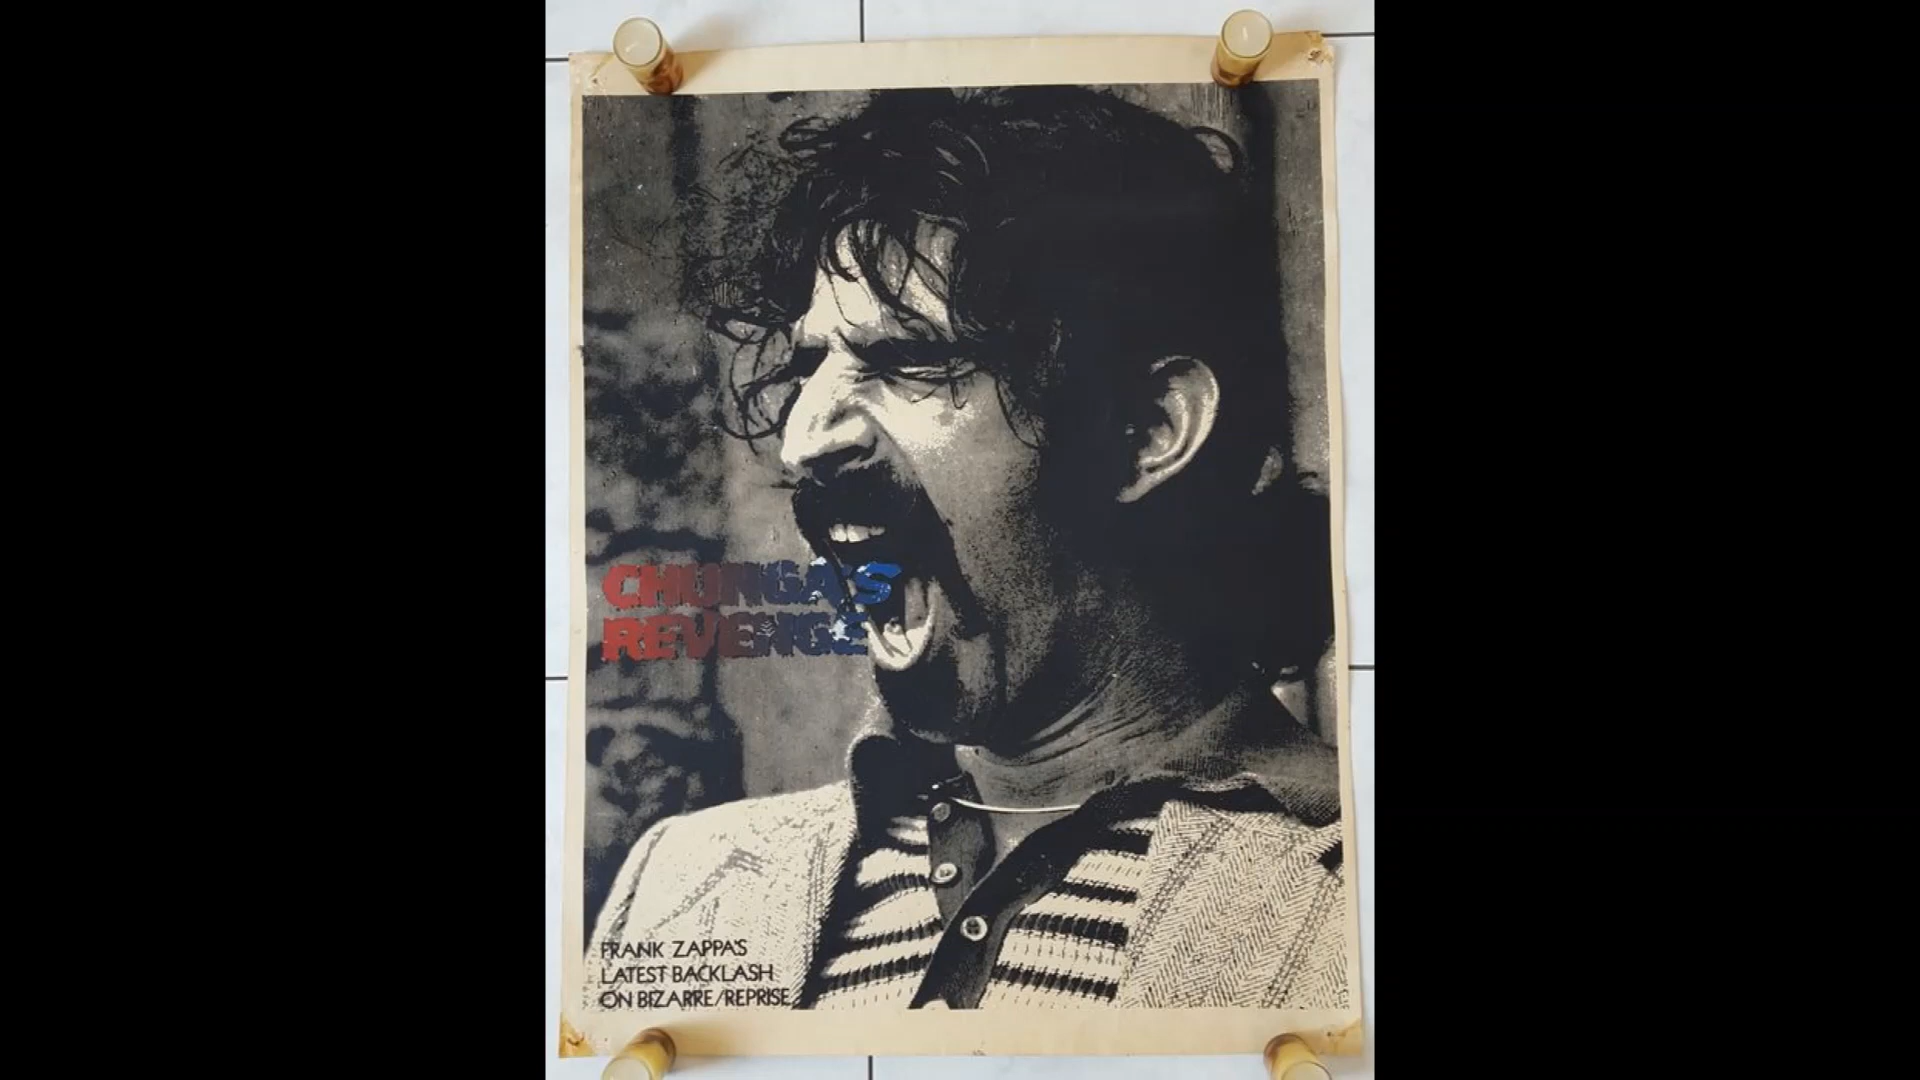 CHUNGA'S
REVENGE
FRANK ZAPPA'S
LATEST BACKLASH
ON BIZARRE/REPRISE